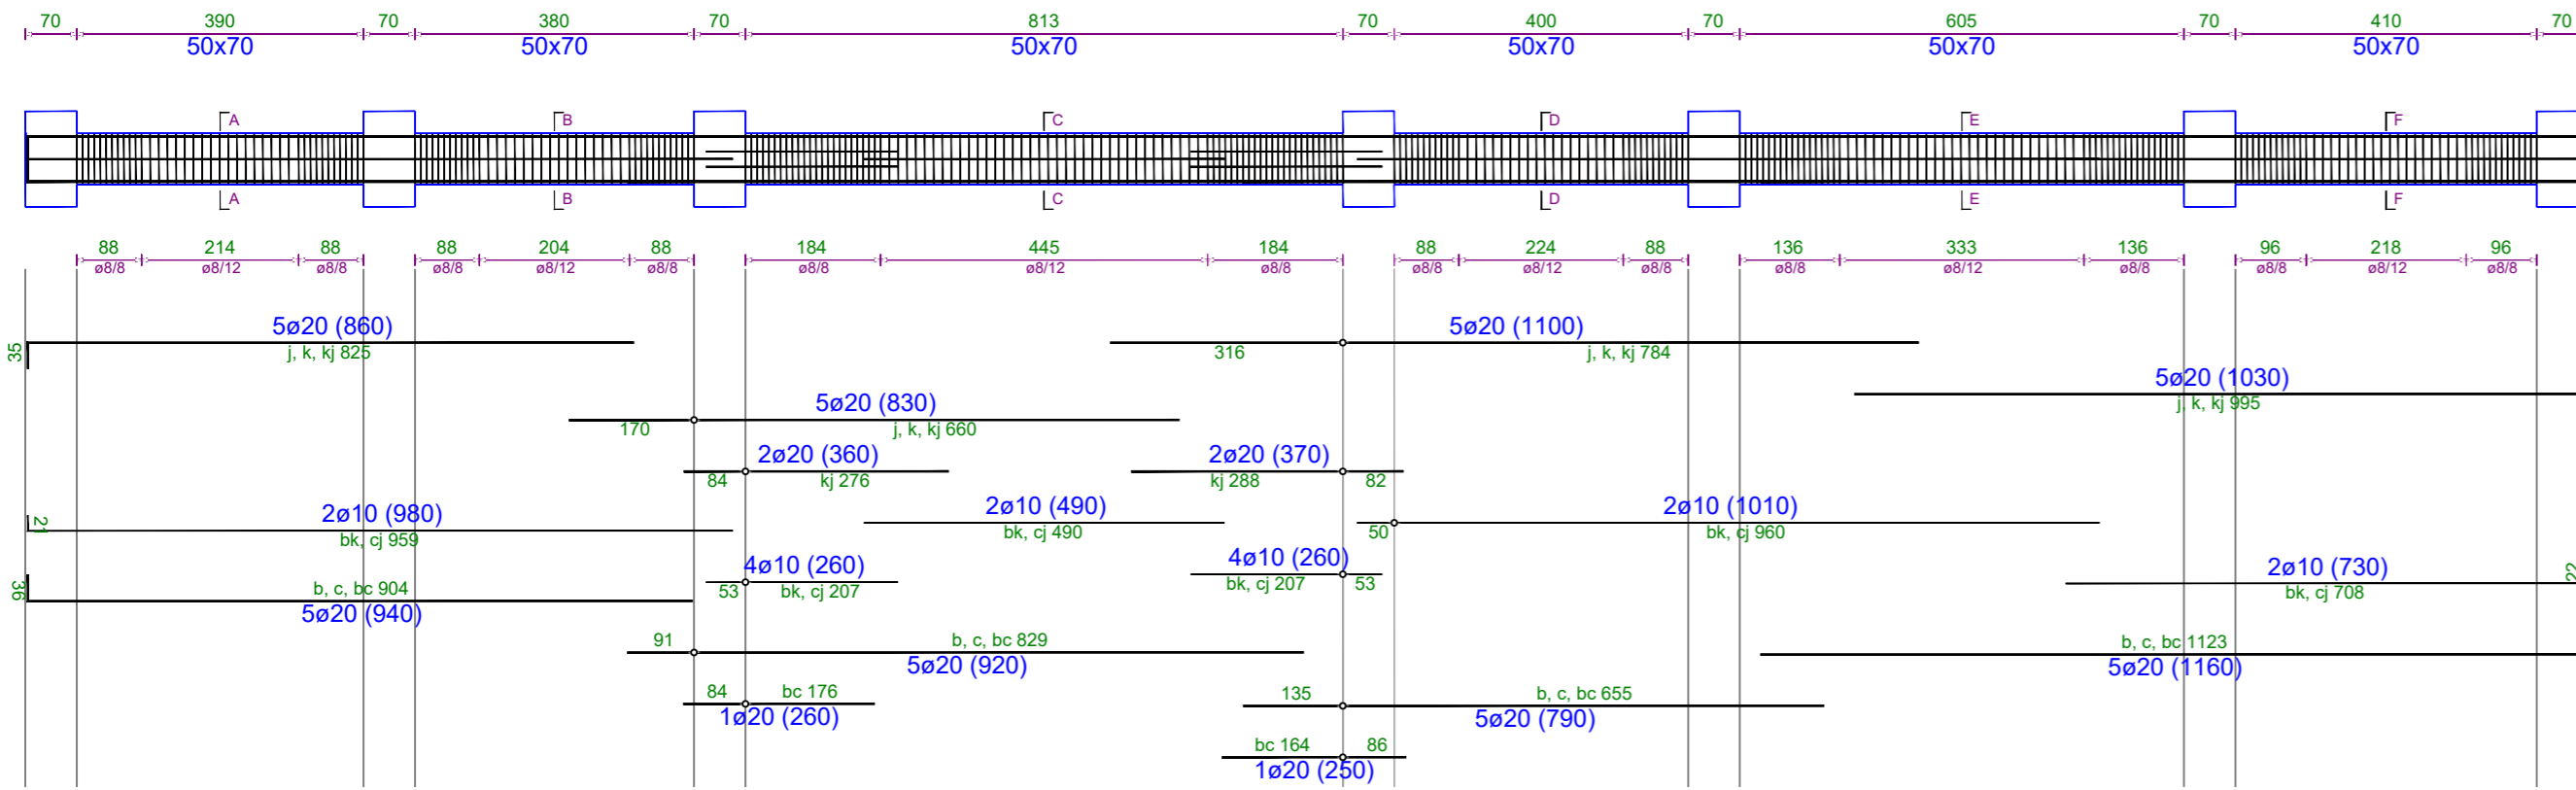 70 390 70 380 70 813 70 400 70 605 70 410 70
50x70 50x70 50x70 50x70 50x70 50x70
A B C D E F
A B C D E F
88 214 88 88 204 88 184 445 184 88 224 88 136 333 136 96 218 96
ø8/8 ø8/12 ø8/8 ø8/8 ø8/12 ø8/8 ø8/8 ø8/12 ø8/8 ø8/8 ø8/12 ø8/8 ø8/8 ø8/12 ø8/8 ø8/8 ø8/12 ø8/8
5ø20 (860) 5ø20 (1100)
35 j, k, kj 825 316 j, k, kj 784
5ø20 (1030)
5ø20 (830) j, k, kj 995
170 j, k, kj 660
2ø20 (360) 2ø20 (370)
84 kj 276 kj 288 82
2ø10 (980) 2ø10 (490) 2ø10 (1010)
21 bk, cj 959 bk, cj 490 50 bk, cj 960
4ø10 (260) 4ø10 (260) 2ø10 (730)
36 b, c, bc 904 53 bk, cj 207 bk, cj 207 53 bk, cj 708 22
5ø20 (940)
91 b, c, bc 829 b, c, bc 1123
5ø20 (920) 5ø20 (1160)
84 bc 176 135 b, c, bc 655
1ø20 (260) 5ø20 (790)
bc 164 86
1ø20 (250)